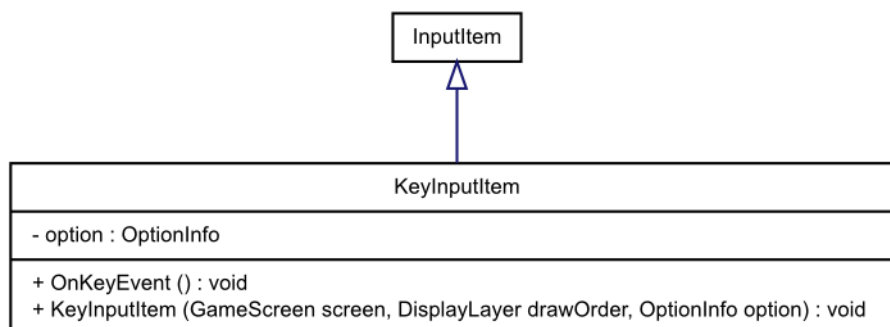 InputItem
KeyInputItem
- option : OptionInfo
+ OnKeyEvent () : void
+ KeyInputItem (GameScreen screen, DisplayLayer drawOrder, OptionInfo option) : void